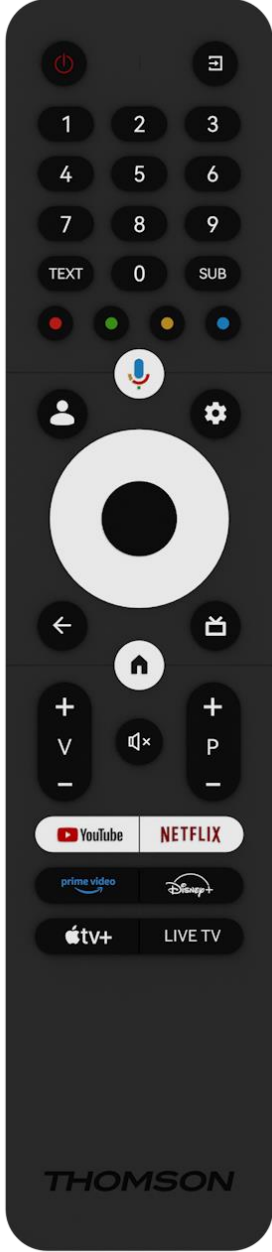 1 2 3
4 5 6
7 8 9
TEXT 0 SUB
+ +
V P
− −
YouTube NETFLIX
prime video Disney+
tv+ LIVE TV
THOMSON